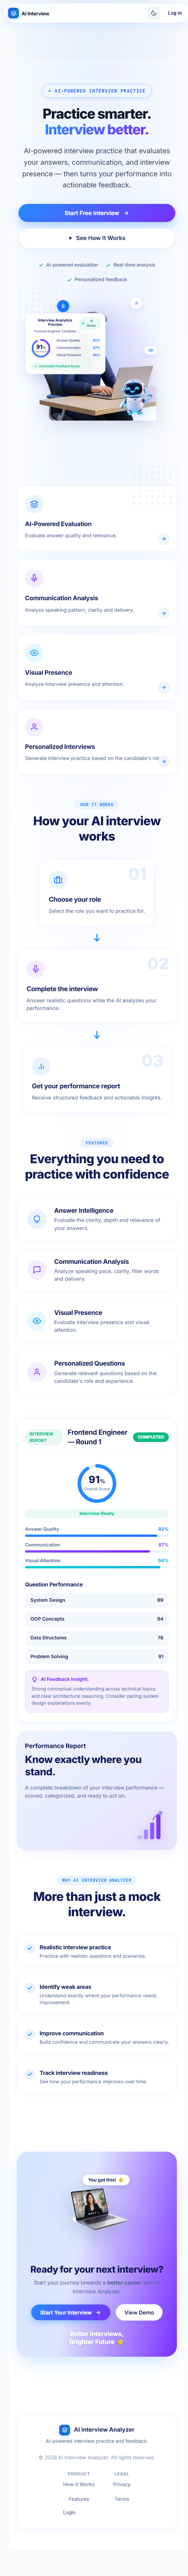 AI Interview
Log in
AI-POWERED INTERVIEW PRACTICE
Practice smarter.
Interview better.
AI-powered interview practice that evaluates
your answers, communication, and interview
presence — then turns your interview into
actionable feedback.
Start Free Interview →
See How It Works
AI-powered evaluation
Real-time analysis
Personalized feedback
Interview Analytics
Preview
Frontend Engineer Candidate
AI
Ready
91%
Answer Quality 92%
Communication 87%
Visual Presence 94%
Actionable Feedback Ready
AI-Powered Evaluation
Evaluate answer quality and relevance.
Communication Analysis
Analyze speaking pattern, clarity and delivery.
Visual Presence
Analyze interview presence and attention.
Personalized Interviews
Generate interview practice based on the candidate's
HOW IT WORKS
How your AI interview
works
01
Choose your role
Select the role you want to practice for.
02
Complete the interview
Answer realistic questions while the AI analyzes your
performance.
03
Get your performance report
Receive structured feedback and actionable insights.
FEATURES
Everything you need to
practice with confidence
Answer Intelligence
Evaluate the clarity, depth and relevance of
your answers.
Communication Analysis
Analyze speaking pace, clarity, filler words
and delivery.
Visual Presence
Evaluate interview presence and visual
attention.
Personalized Questions
Generate relevant questions based on the
candidate's role and experience.
INTERVIEW
REPORT
Frontend Engineer
— Round 1
COMPLETED
91%
Overall Score
Interview Ready
Answer Quality 92%
Communication 87%
Visual Attention 94%
Question Performance
System Design 89
OOP Concepts 94
Data Structures 78
Problem Solving 91
AI Feedback Insight:
Strong conceptual understanding across technical topics
and clear architectural reasoning. Consider pacing system
design explanations evenly.
Performance Report
Know exactly where you
stand.
A complete breakdown of your interview performance —
scored, categorized, and ready to act on.
WHY AI INTERVIEW ANALYZER
More than just a mock
interview.
Realistic interview practice
Practice with realistic questions and scenarios.
Identify weak areas
Understand exactly where your performance needs
improvement.
Improve communication
Build confidence and communicate your answers clearly.
Track interview readiness
See how your performance improves over time.
You got this! ⭐
Ready for your next interview?
Start your journey towards a better career with AI
Interview Analyzer.
Start Your Interview →
View Demo
Better Interviews,
Brighter Future ⭐
AI Interview Analyzer
AI-powered interview practice and feedback.
© 2026 AI Interview Analyzer. All rights reserved.
PRODUCT
LEGAL
How It Works
Privacy
Features
Terms
Login